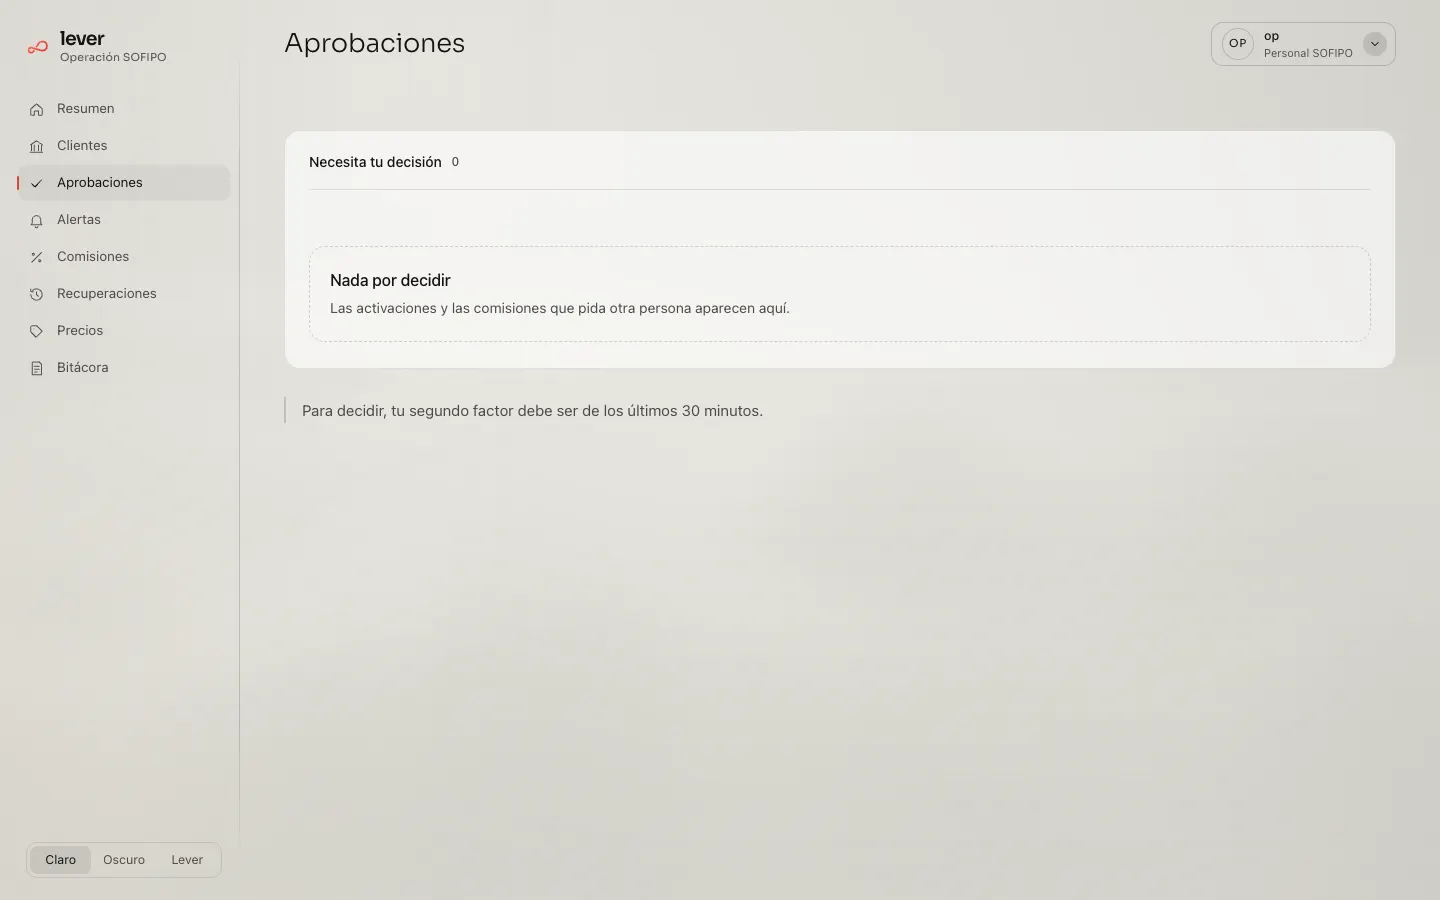 lever
Operación SOFIPO
Resumen
Clientes
Aprobaciones
Alertas
Comisiones
Recuperaciones
Precios
Bitácora
Claro Oscuro Lever
Aprobaciones
OP
op
Personal SOFIPO
Necesita tu decisión 0
Nada por decidir
Las activaciones y las comisiones que pida otra persona aparecen aquí.
Para decidir, tu segundo factor debe ser de los últimos 30 minutos.